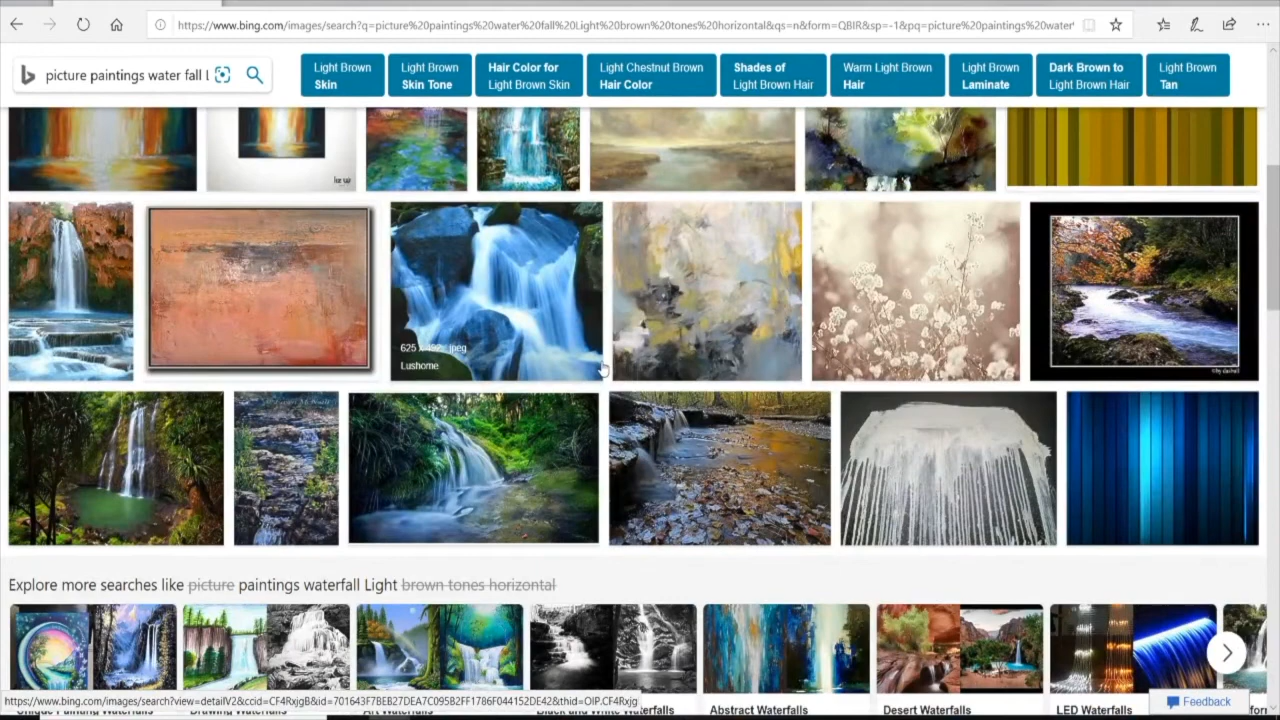 https://www.bing.com/images/search?q=picture%20paintings%20water%20fall%20Light%20brown%20tones%20horizontal&qs=n&form=QBIR&sp=-1&pq=picture%20paintings%20water
picture paintings water fall L
Light Brown
Skin
Light Brown
Skin Tone
Hair Color for
Light Brown Skin
Light Chestnut Brown
Hair Color
Shades of
Light Brown Hair
Warm Light Brown
Hair
Light Brown
Laminate
Dark Brown to
Light Brown Hair
Light Brown
Tan
jpeg
Lushome
Explore more searches like picture paintings waterfall Light brown tones horizontal
https://www.bing.com/images/search?view=detailV2&ccid=CF4RxjgB&id=701643F7BEB27DEA7C095B2FF1786F044152DE42&thid=OIP.CF4Rxjg
Abstract Waterfalls
Desert Waterfalls
LED Waterfalls
Feedback